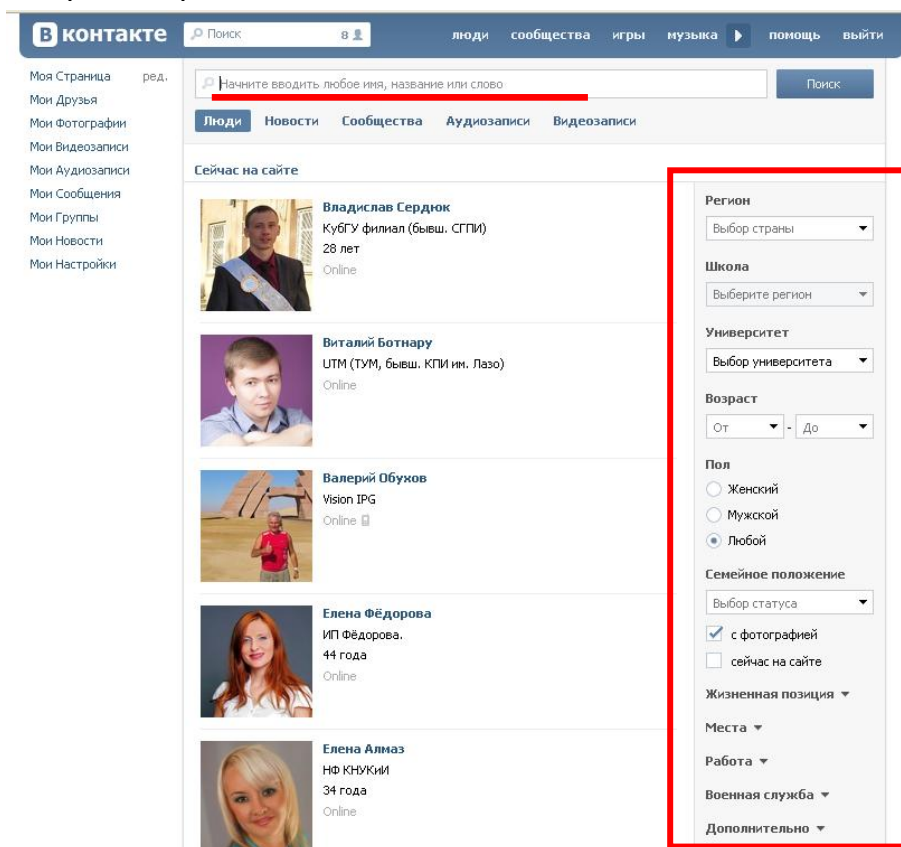 В контакте
Поиск 8
люди сообщества игры музыка помощь выйти
Моя Страница ред.
Мои Друзья
Мои Фотографии
Мои Видеозаписи
Мои Аудиозаписи
Мои Сообщения
Мои Группы
Мои Новости
Мои Настройки
Начните вводить любое имя, название или слово
Поиск
Люди Новости Сообщества Аудиозаписи Видеозаписи
Сейчас на сайте
Владислав Сердюк
КубГУ филиал (бывш. СГПИ)
28 лет
Online
Виталий Ботнару
UTM (ТУМ, бывш. КПИ им. Лазо)
Online
Валерий Обухов
Vision IPG
Online
Елена Фёдорова
ИП Фёдорова.
44 года
Online
Елена Алмаз
НФ КНУКиИ
34 года
Online
Регион
Выбор страны
Школа
Выберите регион
Университет
Выбор университета
Возраст
От - До
Пол
Женский
Мужской
Любой
Семейное положение
Выбор статуса
с фотографией
сейчас на сайте
Жизненная позиция
Места
Работа
Военная служба
Дополнительно